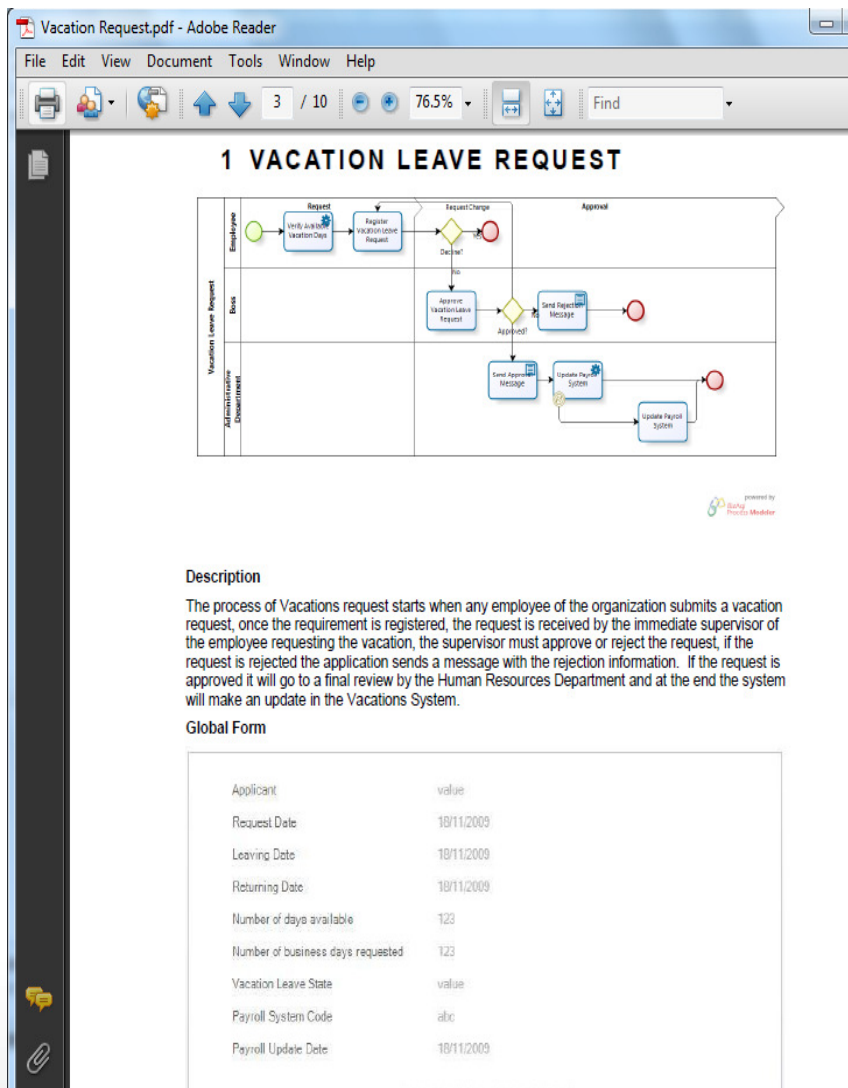 Vacation Request.pdf - Adobe Reader
File Edit View Document Tools Window Help
3 / 10 76.5% Find
1 VACATION LEAVE REQUEST
Request
Request Change
Approval
Vacation Leave Request
Employee
Verify Available
Vacation Days
Register
Vacation Leave
Request
Decline?
Yes
No
Boss
Approve
Vacation Leave
Request
Approved?
No
Send Rejection
Message
Administrative
Department
Send Approval
Message
Update Payroll
System
Update Payroll
System
powered by
BizAgi
Process Modeler
Description
The process of Vacations request starts when any employee of the organization submits a vacation
request, once the requirement is registered, the request is received by the immediate supervisor of
the employee requesting the vacation, the supervisor must approve or reject the request, if the
request is rejected the application sends a message with the rejection information. If the request is
approved it will go to a final review by the Human Resources Department and at the end the system
will make an update in the Vacations System.
Global Form
Applicant value
Request Date 18/11/2009
Leaving Date 18/11/2009
Returning Date 18/11/2009
Number of days available 123
Number of business days requested 123
Vacation Leave State value
Payroll System Code abc
Payroll Update Date 18/11/2009